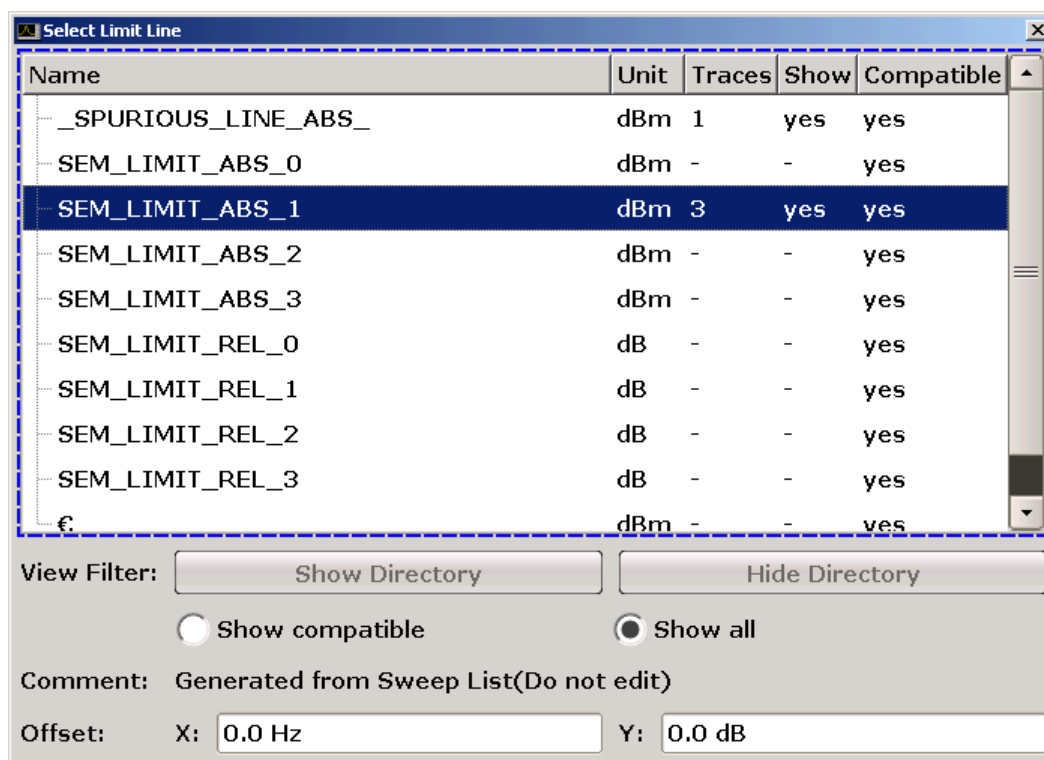 Select Limit Line
Name Unit Traces Show Compatible
_SPURIOUS_LINE_ABS_ dBm 1 yes yes
SEM_LIMIT_ABS_0 dBm - - yes
SEM_LIMIT_ABS_1 dBm 3 yes yes
SEM_LIMIT_ABS_2 dBm - - yes
SEM_LIMIT_ABS_3 dBm - - yes
SEM_LIMIT_REL_0 dB - - yes
SEM_LIMIT_REL_1 dB - - yes
SEM_LIMIT_REL_2 dB - - yes
SEM_LIMIT_REL_3 dB - - yes
€ dBm - - yes
View Filter: Show Directory Hide Directory
Show compatible Show all
Comment: Generated from Sweep List(Do not edit)
Offset: X: 0.0 Hz Y: 0.0 dB